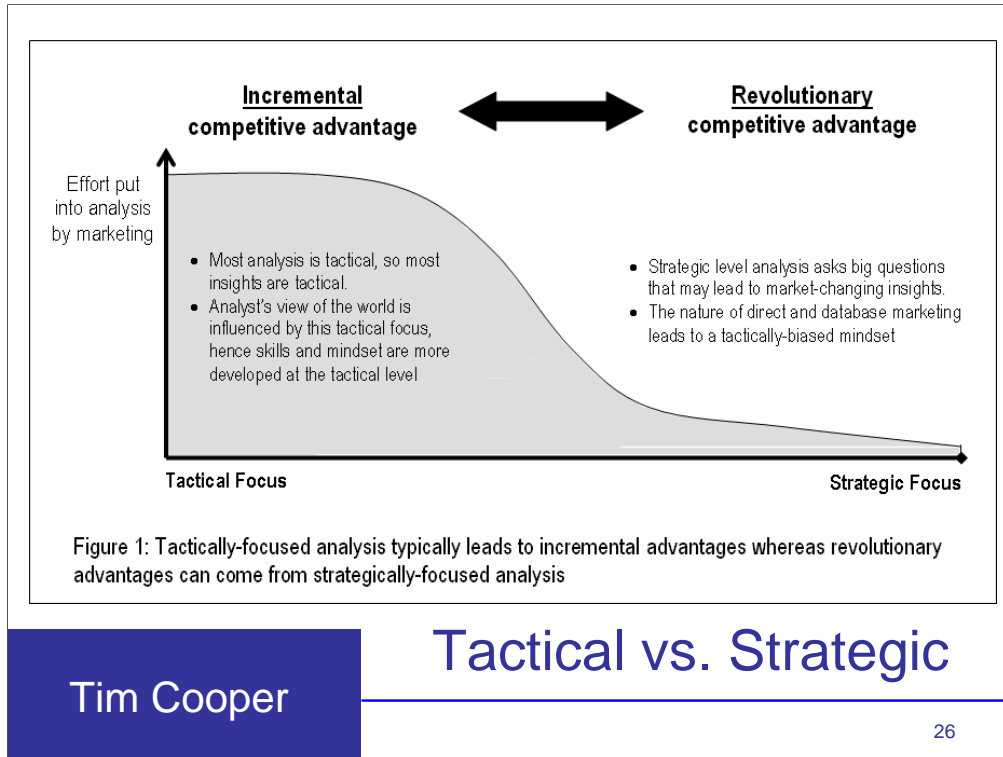 Incremental
competitive advantage
Revolutionary
competitive advantage
Effort put
into analysis
by marketing
• Most analysis is tactical, so most
insights are tactical.
• Analyst's view of the world is
influenced by this tactical focus,
hence skills and mindset are more
developed at the tactical level
• Strategic level analysis asks big questions
that may lead to market-changing insights.
• The nature of direct and database marketing
leads to a tactically-biased mindset
Tactical Focus
Strategic Focus
Figure 1: Tactically-focused analysis typically leads to incremental advantages whereas revolutionary
advantages can come from strategically-focused analysis
Tactical vs. Strategic
Tim Cooper
26